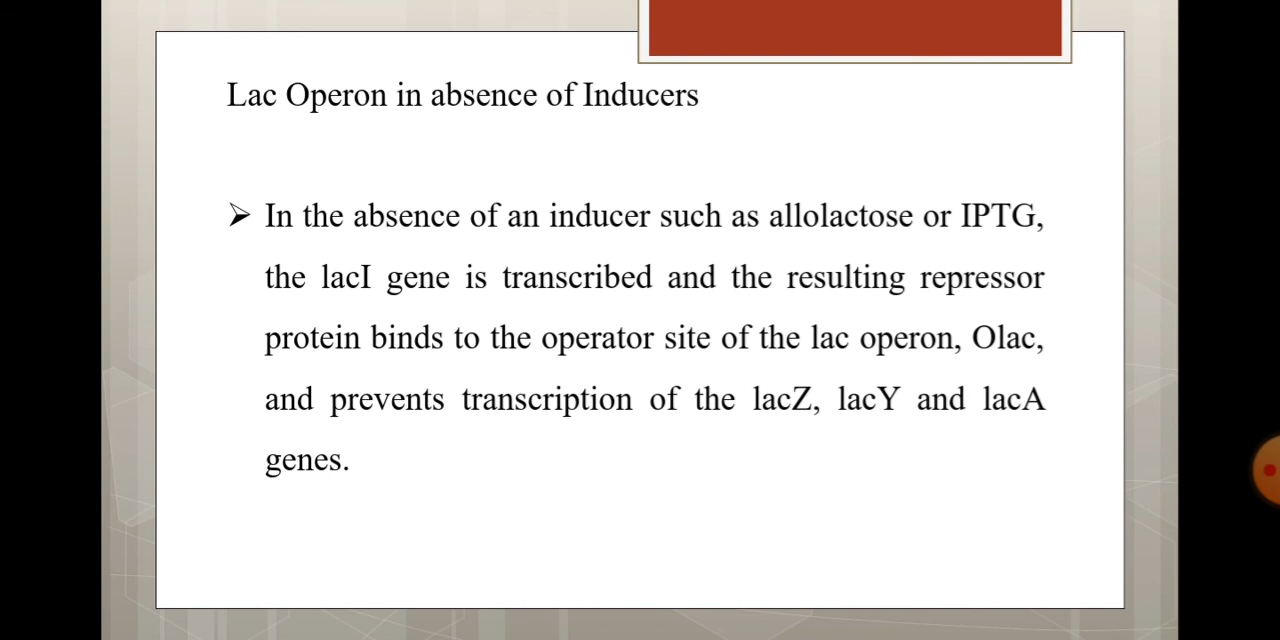 Lac Operon in absence of Inducers
➢ In the absence of an inducer such as allolactose or IPTG,
the lacI gene is transcribed and the resulting repressor
protein binds to the operator site of the lac operon, Olac,
and prevents transcription of the lacZ, lacY and lacA
genes.